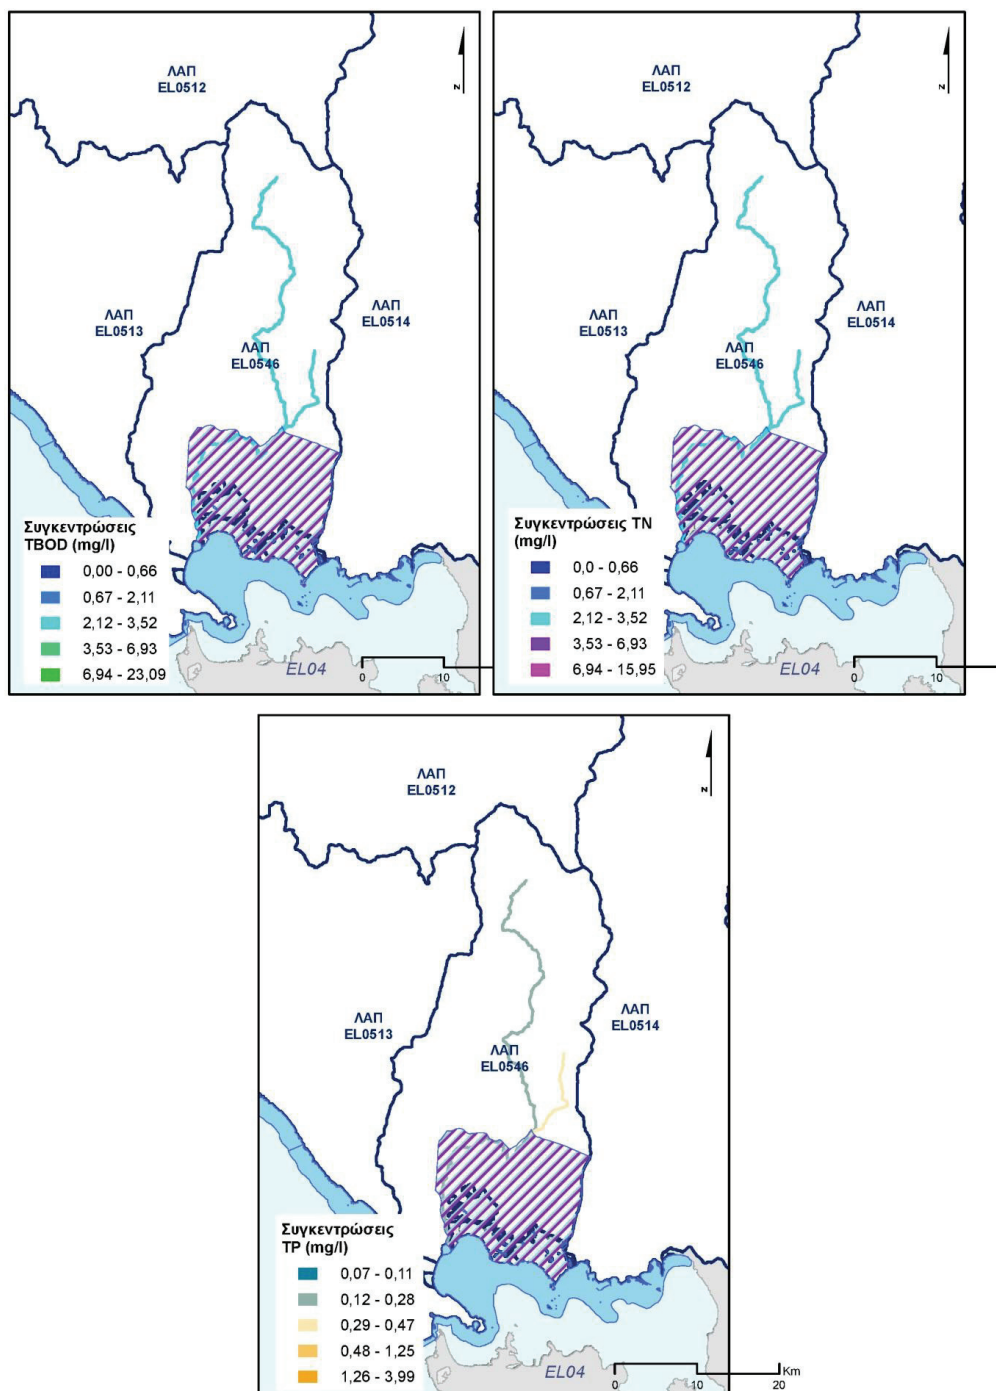 ΛΑΠ
EL0512
N
ΛΑΠ
EL0513
ΛΑΠ
EL0514
ΛΑΠ
EL0546
Συγκεντρώσεις
TBOD (mg/l)
0,00 - 0,66
0,67 - 2,11
2,12 - 3,52
3,53 - 6,93
6,94 - 23,09
EL04
0 10
ΛΑΠ
EL0512
N
ΛΑΠ
EL0513
ΛΑΠ
EL0514
ΛΑΠ
EL0546
Συγκεντρώσεις TN
(mg/l)
0,0 - 0,66
0,67 - 2,11
2,12 - 3,52
3,53 - 6,93
6,94 - 15,95
EL04
0 10
ΛΑΠ
EL0512
N
ΛΑΠ
EL0513
ΛΑΠ
EL0514
ΛΑΠ
EL0546
Συγκεντρώσεις
TP (mg/l)
0,07 - 0,11
0,12 - 0,28
0,29 - 0,47
0,48 - 1,25
1,26 - 3,99
EL04
Km
0 10 20